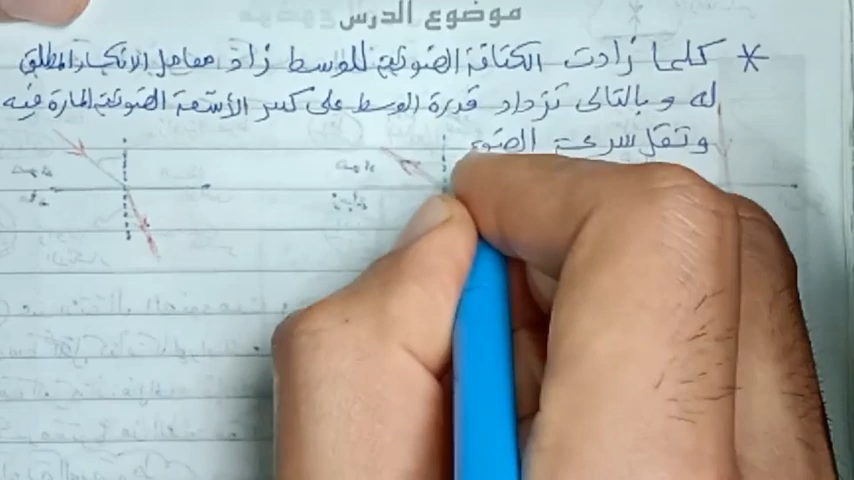 موضوع الدرس
* كلما زادت الكثافة الضوئية للوسط زاد معامل الانكسار المطلق
له وبالتالى تزداد قدرة الوسط على كسر الأشعة الضوئية المارة فيه
وتقل سرعة الضوء